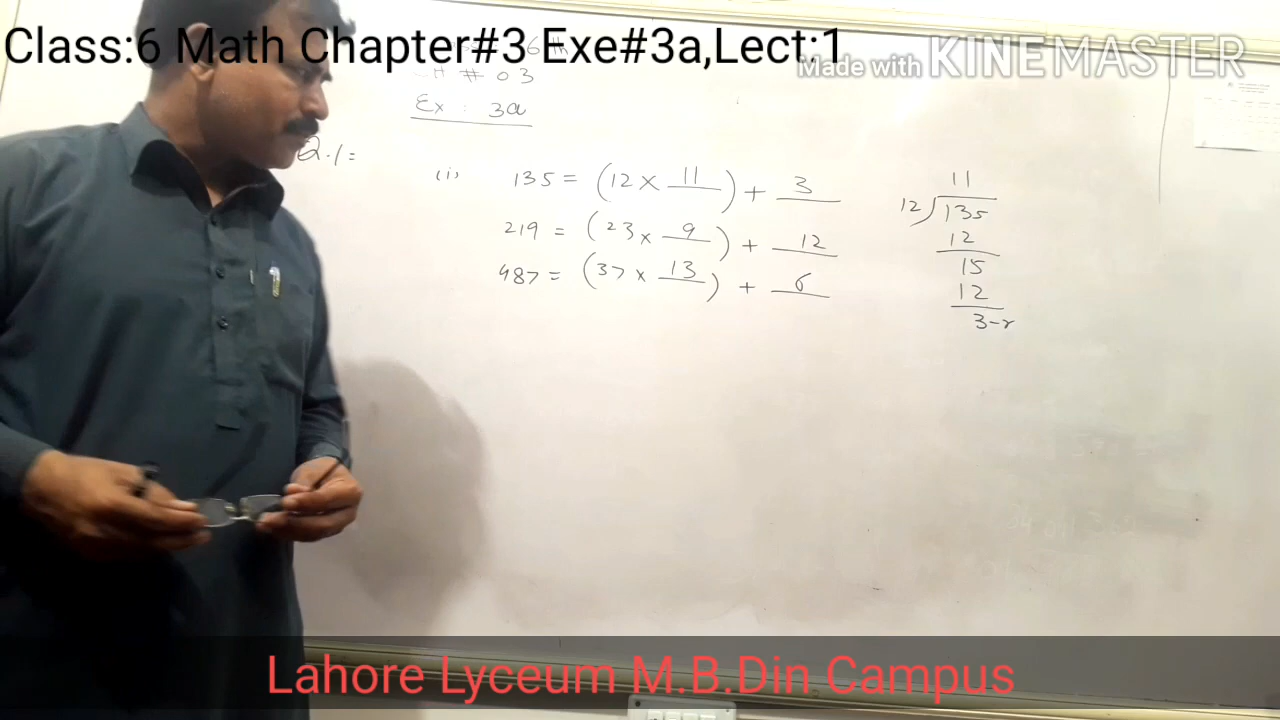 Class:6 Math Chapter#3 Exe#3a,Lect:1
Made with KINEMASTER
# 03
Ex : 3a
Q.1=
(i) 135 = (12 × 11) + 3
219 = (23 × 9) + 12
487 = (37 × 13) + 6
11
12 135
12
15
12
3-r
Lahore Lyceum M.B.Din Campus